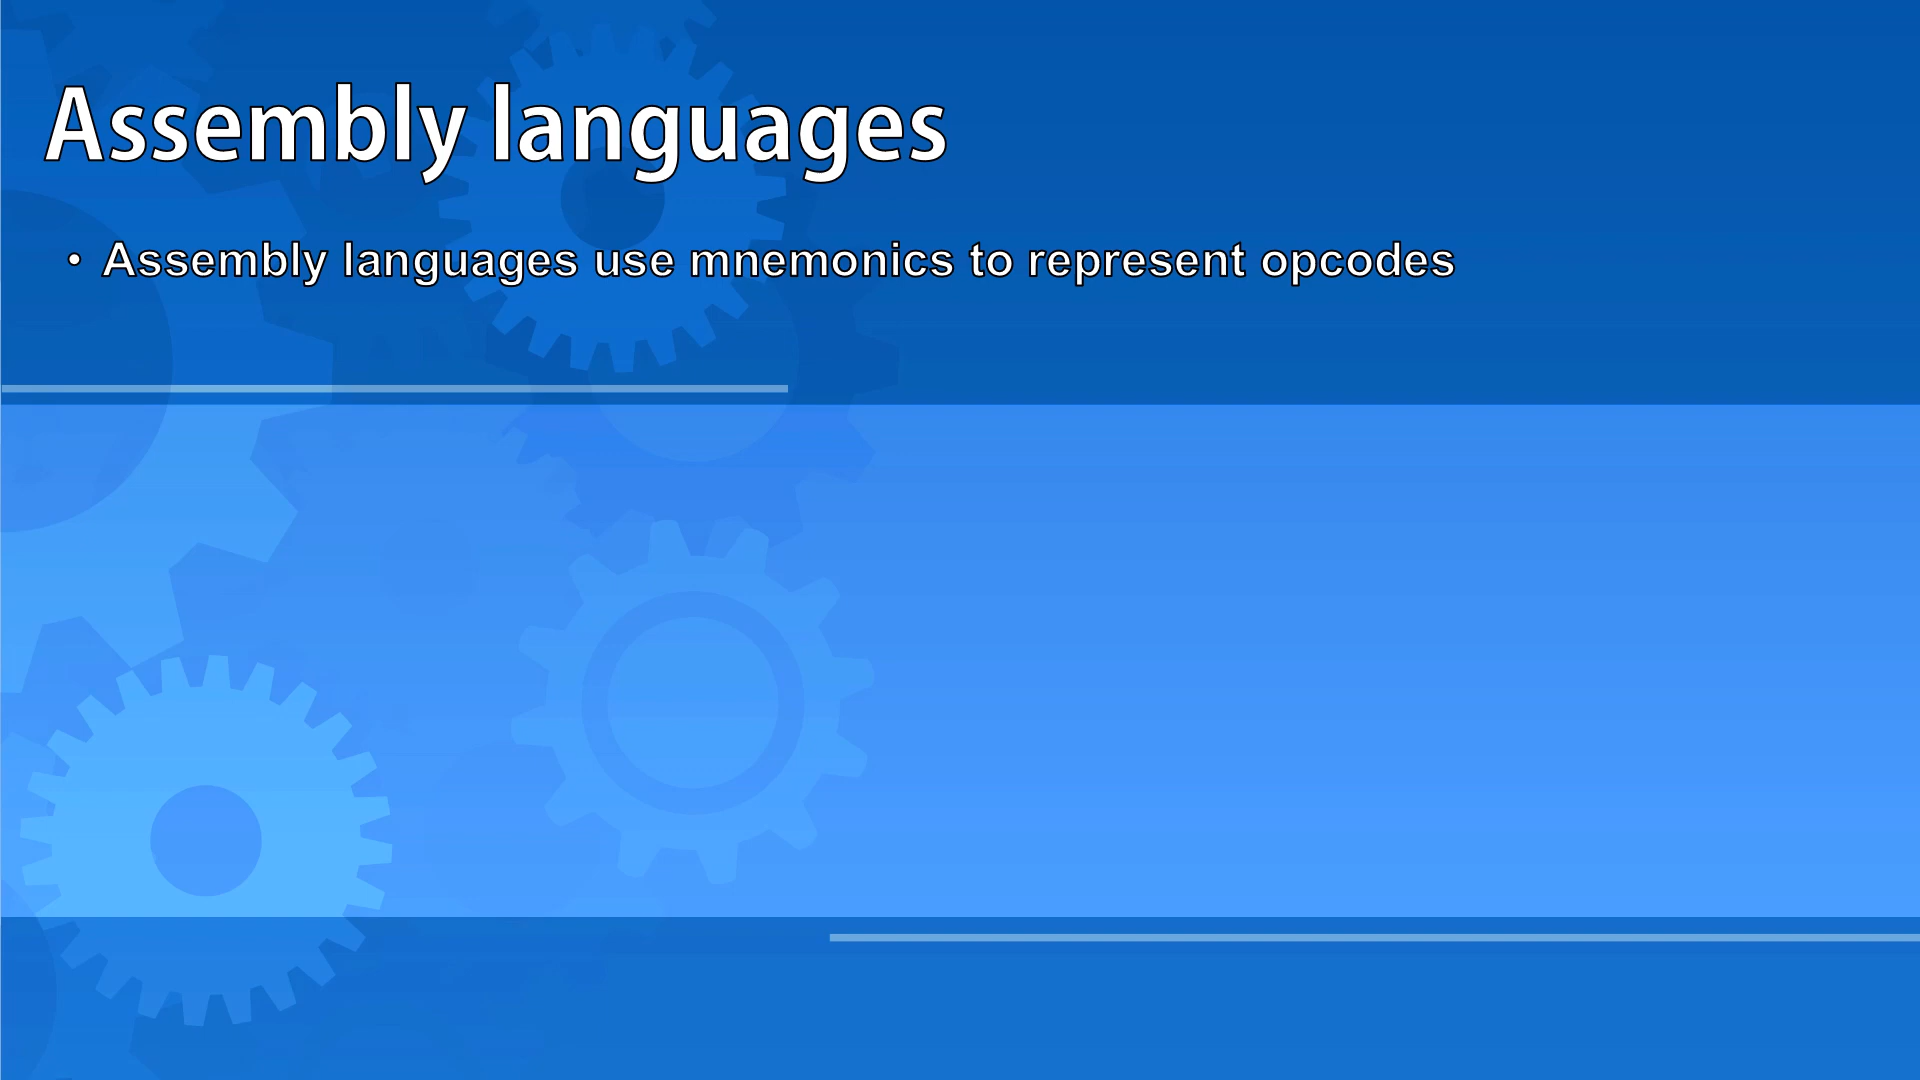 Assembly languages
• Assembly languages use mnemonics to represent opcodes